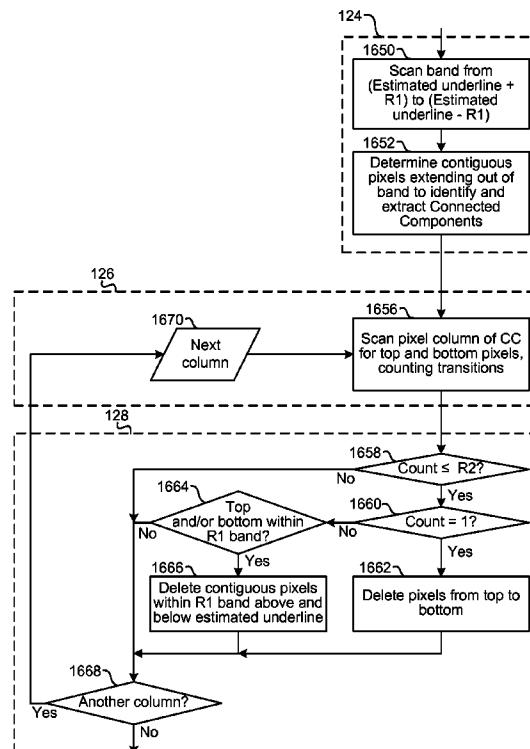 124
1650
Scan band from
(Estimated underline +
R1) to (Estimated
underline - R1)
1652
Determine contiguous
pixels extending out of
band to identify and
extract Connected
Components
126
1670
Next
column
1656
Scan pixel column of CC
for top and bottom pixels,
counting transitions
128
1658
Count ≤ R2?
No
Yes
1664
Top
and/or bottom within
R1 band?
No
Yes
1660
Count = 1?
No
Yes
1666
Delete contiguous pixels
within R1 band above and
below estimated underline
1662
Delete pixels from top to
bottom
1668
Another column?
Yes
No